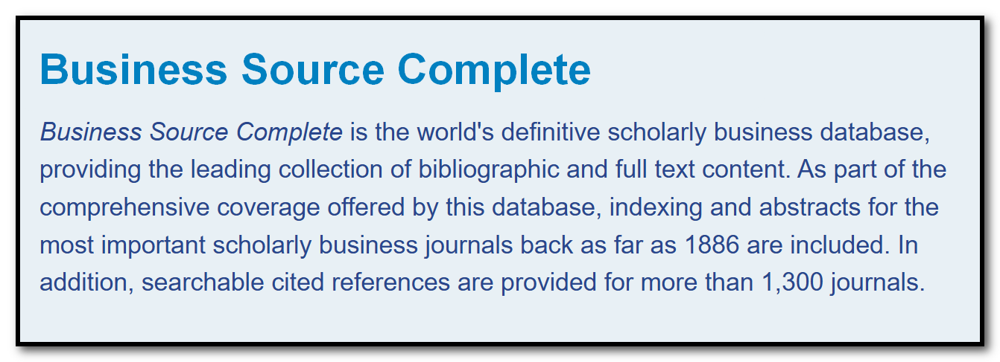 Business Source Complete
Business Source Complete is the world's definitive scholarly business database,
providing the leading collection of bibliographic and full text content. As part of the
comprehensive coverage offered by this database, indexing and abstracts for the
most important scholarly business journals back as far as 1886 are included. In
addition, searchable cited references are provided for more than 1,300 journals.